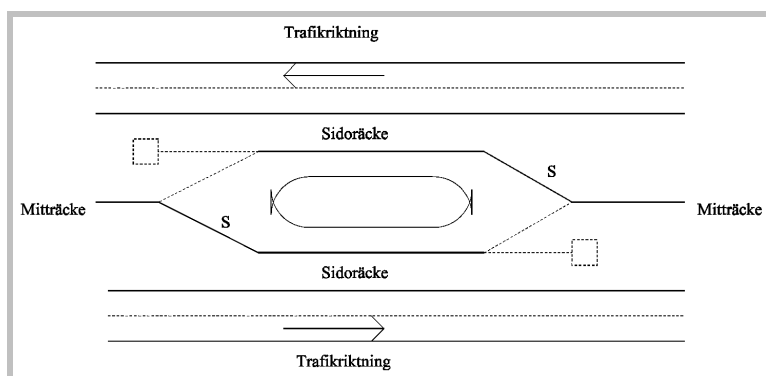 Trafikriktning
Sidoräcke
S
Mitträcke
Mitträcke
S
Sidoräcke
Trafikriktning